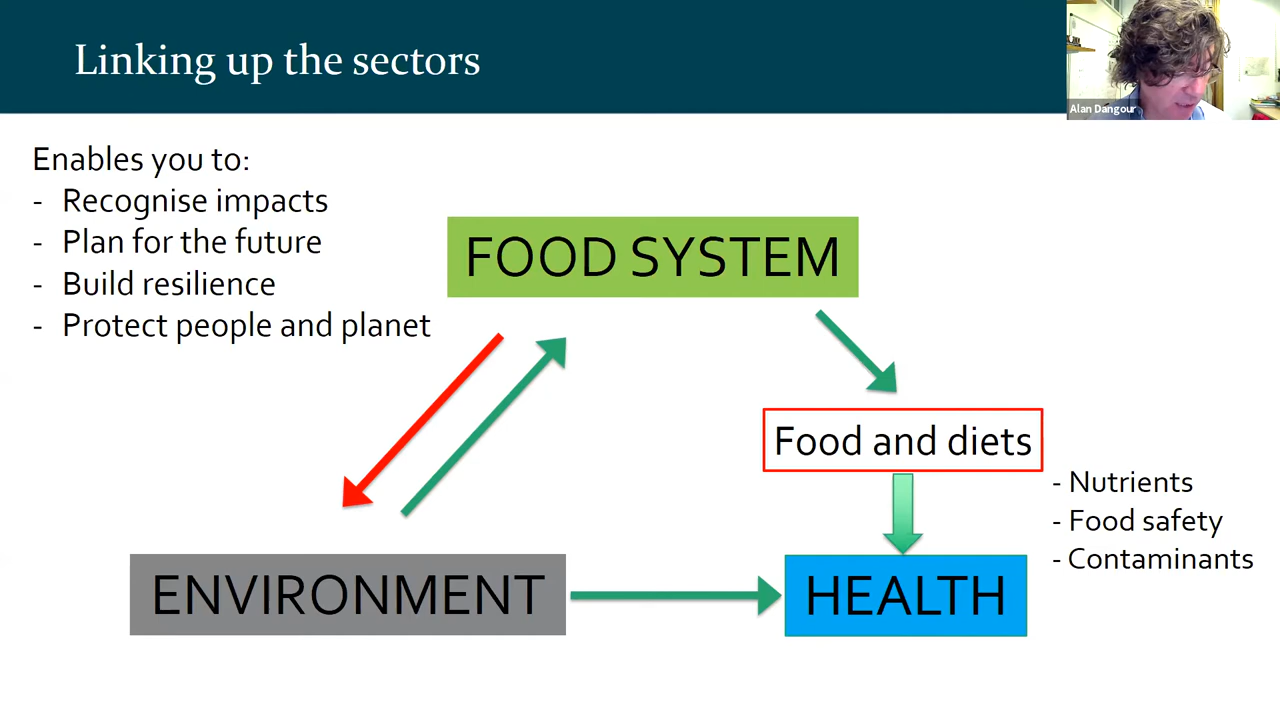 Linking up the sectors
Alan Dangour
Enables you to:
- Recognise impacts
- Plan for the future
- Build resilience
- Protect people and planet
FOOD SYSTEM
Food and diets
- Nutrients
- Food safety
- Contaminants
ENVIRONMENT
HEALTH